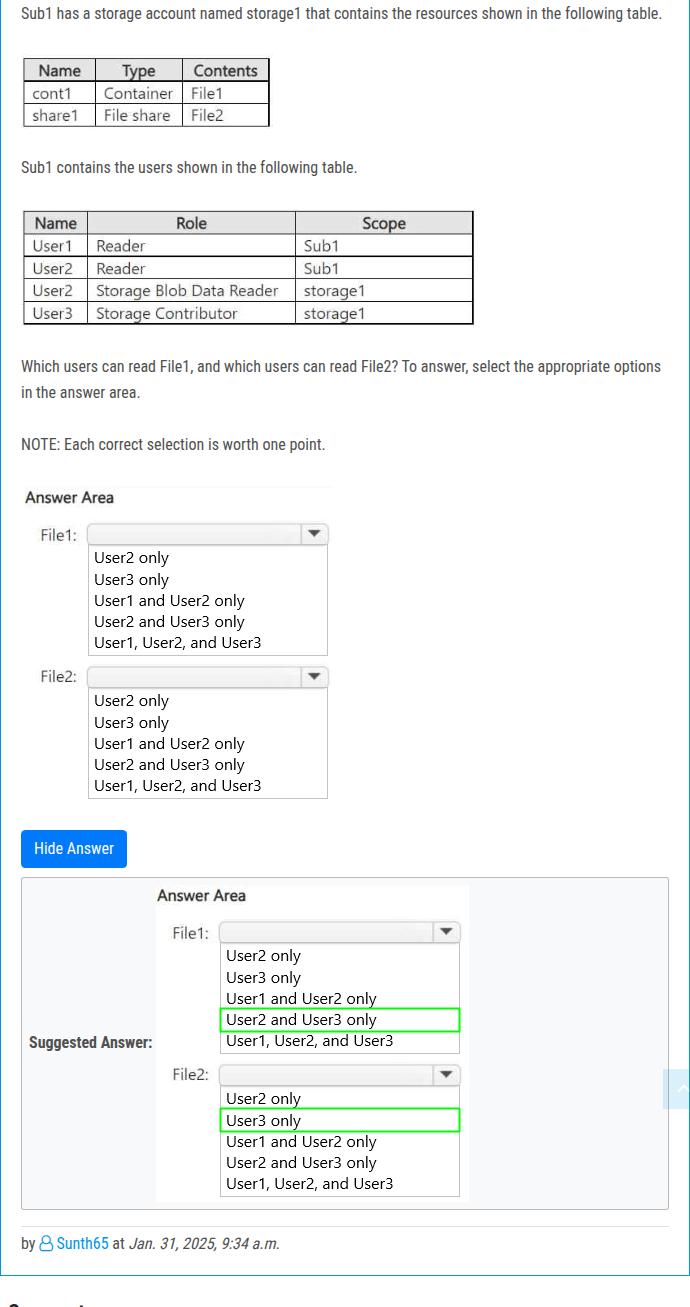 Sub1 has a storage account named storage1 that contains the resources shown in the following table.
Name Type Contents
cont1 Container File1
share1 File share File2
Sub1 contains the users shown in the following table.
Name Role Scope
User1 Reader Sub1
User2 Reader Sub1
User2 Storage Blob Data Reader storage1
User3 Storage Contributor storage1
Which users can read File1, and which users can read File2? To answer, select the appropriate options
in the answer area.
NOTE: Each correct selection is worth one point.
Answer Area
File1:
User2 only
User3 only
User1 and User2 only
User2 and User3 only
User1, User2, and User3
File2:
User2 only
User3 only
User1 and User2 only
User2 and User3 only
User1, User2, and User3
Hide Answer
Suggested Answer:
Answer Area
File1:
User2 only
User3 only
User1 and User2 only
User2 and User3 only
User1, User2, and User3
File2:
User2 only
User3 only
User1 and User2 only
User2 and User3 only
User1, User2, and User3
by Sunth65 at Jan. 31, 2025, 9:34 a.m.